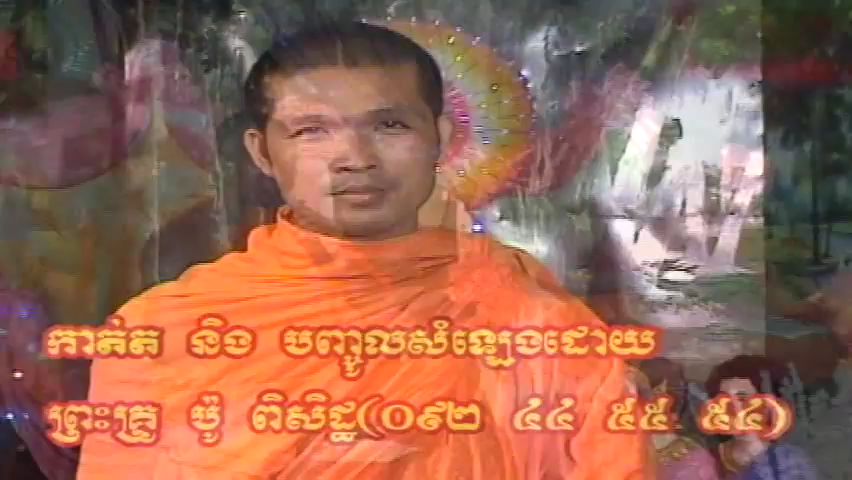 កាត់ត និង បញ្ចូលសំឡេងដោយ
ព្រះគ្រូ ប៉ូ ពិសិដ្ឋ(០៩២ ៤៤ ៥៥ ៥៤)